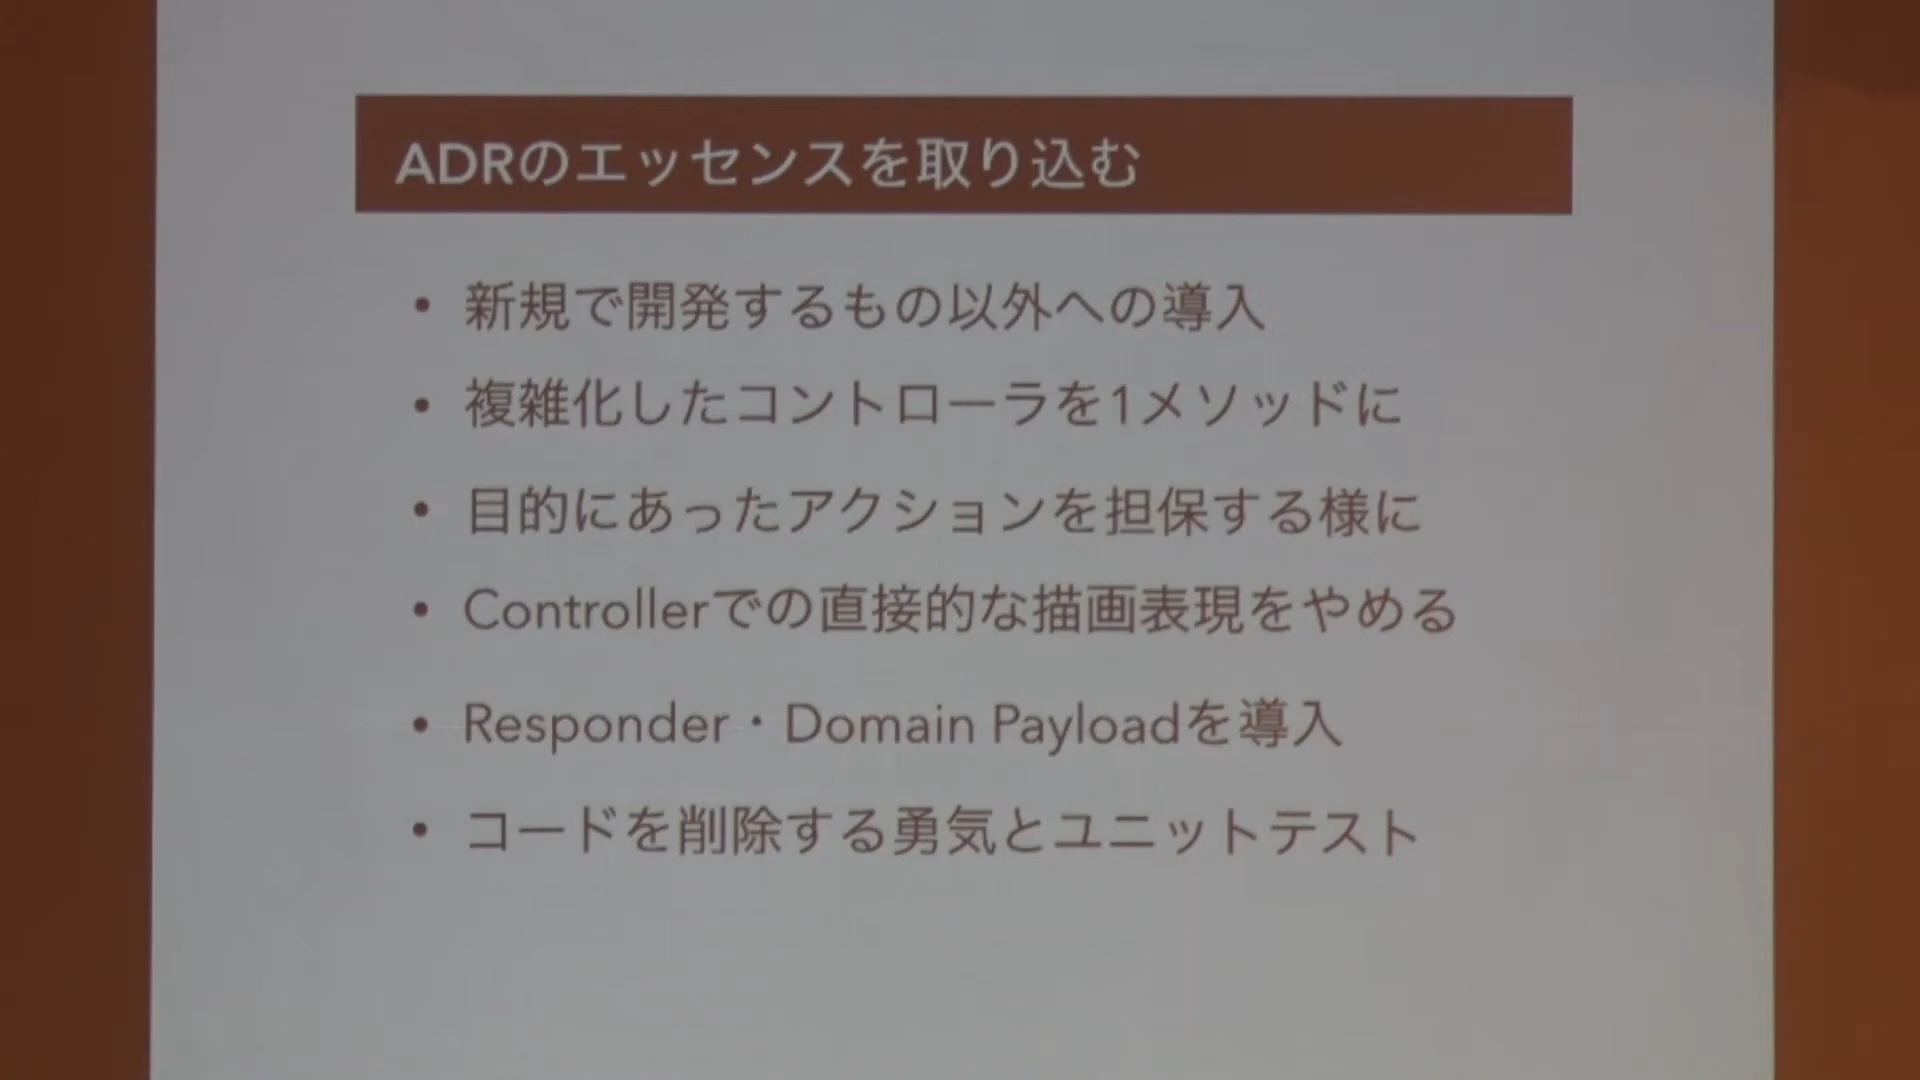 ADRのエッセンスを取り込む
• 新規で開発するもの以外への導入
• 複雑化したコントローラを1メソッドに
• 目的にあったアクションを担保する様に
• Controllerでの直接的な描画表現をやめる
• Responder・Domain Payloadを導入
• コードを削除する勇気とユニットテスト